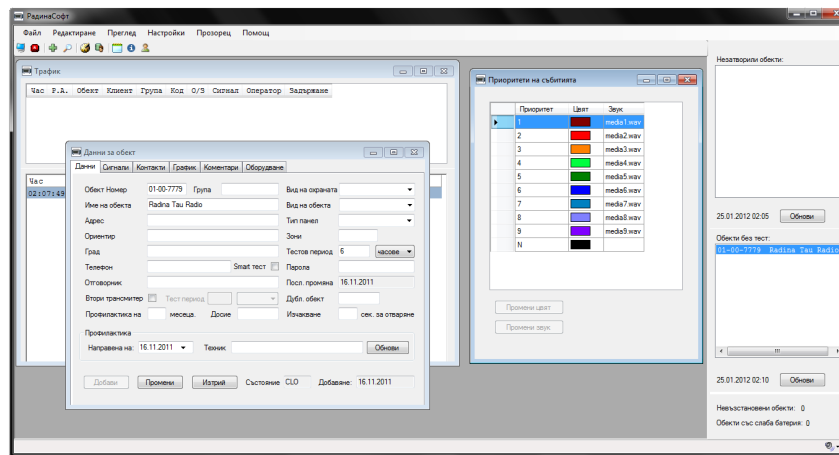 РадинаСофт
Файл Редактиране Преглед Настройки Прозорец Помощ
Трафик
Час Р.А. Обект Клиент Група Код О/З Сигнал Оператор Задържане
Час
02:07:49
Данни за обект
Данни Сигнали Контакти График Коментари Оборудване
Обект Номер 01-00-7779 Група Вид на охраната
Име на обекта Radina Tau Radio Вид на обекта
Адрес Тип панел
Ориентир Зони
Град Тестов период 6 часове
Телефон Smart тест Парола
Отговорник Посл. промяна 16.11.2011
Втори трансмитер Тест период Дубл. обект
Профилактика на месеца. Досие Изчакване сек. за отваряне
Профилактика
Направена на: 16.11.2011 Техник Обнови
Добави Промени Изтрий Състояние CLO Добавяне: 16.11.2011
Приоритети на събитията
Приоритет Цвят Звук
1 media1.wav
2 media2.wav
3 media3.wav
4 media4.wav
5 media5.wav
6 media6.wav
7 media7.wav
8 media8.wav
9 media9.wav
N
Промени цвят
Промени звук
Незатворили обекти:
25.01.2012 02:05 Обнови
Обекти без тест:
01-00-7779 Radina Tau Radio
25.01.2012 02:10 Обнови
Невъзстановени обекти: 0
Обекти със слаба батерия: 0